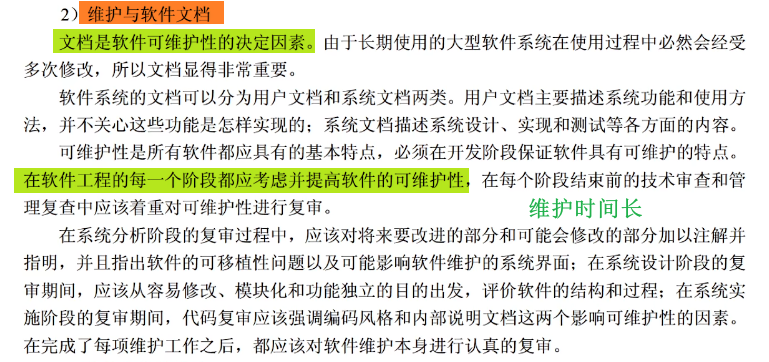 2）维护与软件文档
文档是软件可维护性的决定因素。由于长期使用的大型软件系统在使用过程中必然会经受
多次修改，所以文档显得非常重要。
软件系统的文档可以分为用户文档和系统文档两类。用户文档主要描述系统功能和使用方
法，并不关心这些功能是怎样实现的；系统文档描述系统设计、实现和测试等各方面的内容。
可维护性是所有软件都应具有的基本特点，必须在开发阶段保证软件具有可维护的特点。
在软件工程的每一个阶段都应考虑并提高软件的可维护性，在每个阶段结束前的技术审查和管
理复查中应该着重对可维护性进行复审。
维护时间长
在系统分析阶段的复审过程中，应该对将来要改进的部分和可能会修改的部分加以注解并
指明，并且指出软件的可移植性问题以及可能影响软件维护的系统界面；在系统设计阶段的复
审期间，应该从容易修改、模块化和功能独立的目的出发，评价软件的结构和过程；在系统实
施阶段的复审期间，代码复审应该强调编码风格和内部说明文档这两个影响可维护性的因素。
在完成了每项维护工作之后，都应该对软件维护本身进行认真的复审。